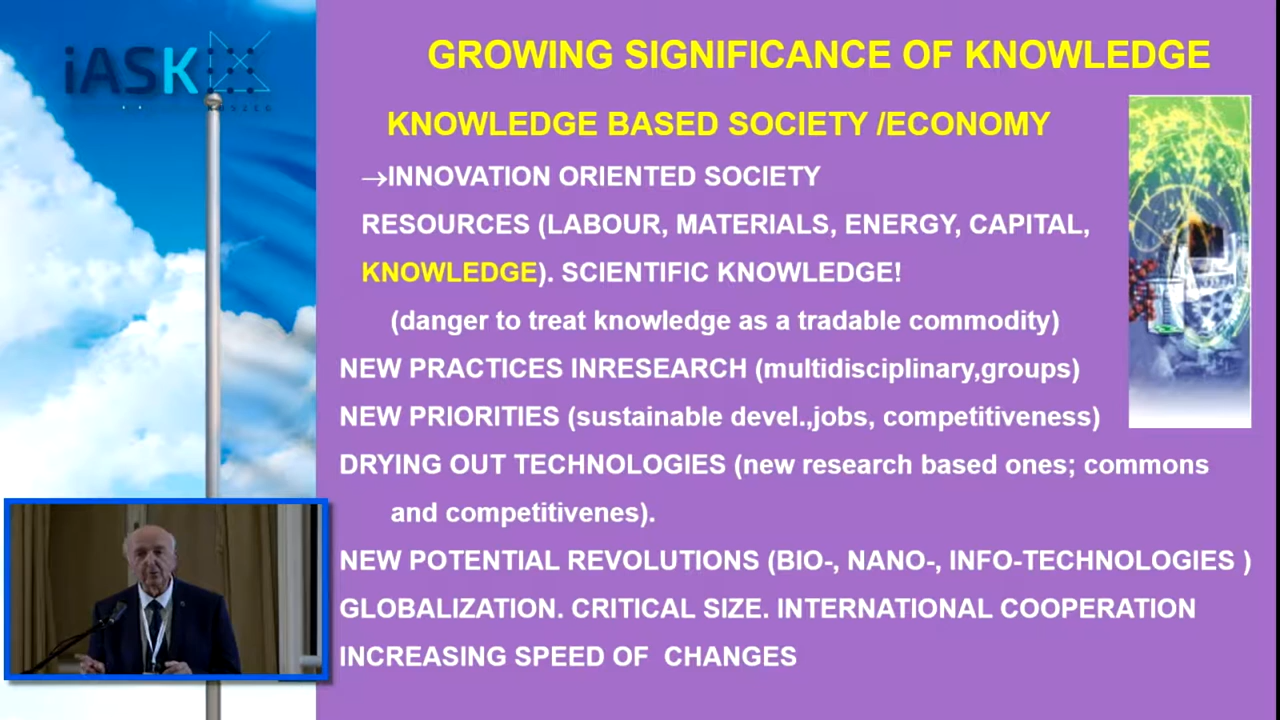 iASK
GROWING SIGNIFICANCE OF KNOWLEDGE
KNOWLEDGE BASED SOCIETY /ECONOMY
→INNOVATION ORIENTED SOCIETY
RESOURCES (LABOUR, MATERIALS, ENERGY, CAPITAL,
KNOWLEDGE). SCIENTIFIC KNOWLEDGE!
(danger to treat knowledge as a tradable commodity)
NEW PRACTICES INRESEARCH (multidisciplinary,groups)
NEW PRIORITIES (sustainable devel.,jobs, competitiveness)
DRYING OUT TECHNOLOGIES (new research based ones; commons
and competitivenes).
NEW POTENTIAL REVOLUTIONS (BIO-, NANO-, INFO-TECHNOLOGIES )
GLOBALIZATION. CRITICAL SIZE. INTERNATIONAL COOPERATION
INCREASING SPEED OF  CHANGES